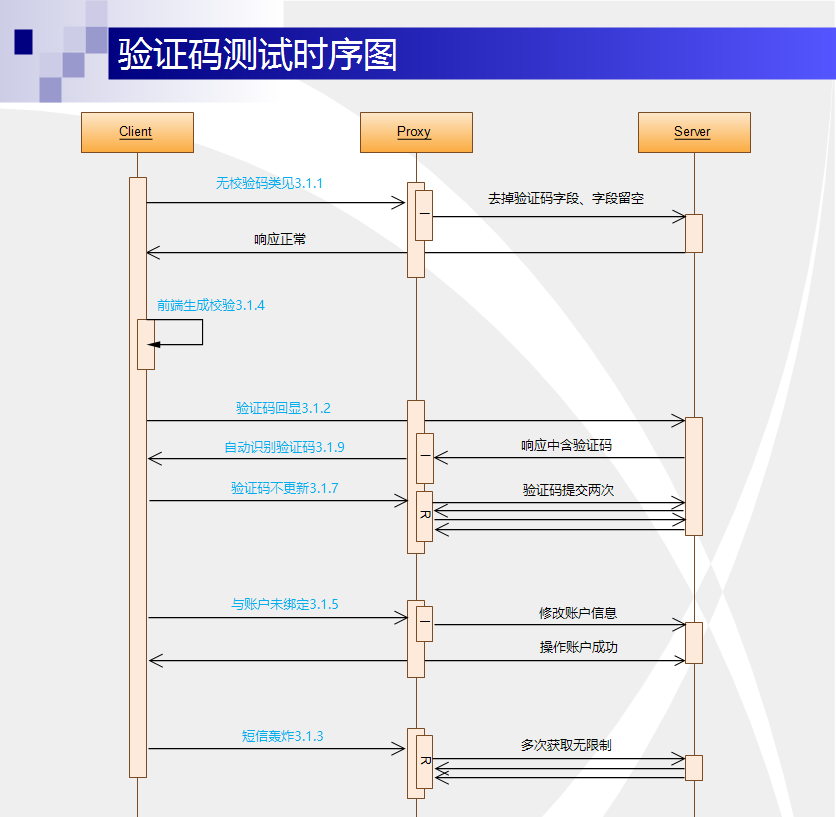 验证码测试时序图
Client
Proxy
Server
无校验码类见3.1.1
去掉验证码字段、字段留空
I
响应正常
前端生成校验3.1.4
验证码回显3.1.2
自动识别验证码3.1.9
响应中含验证码
I
验证码不更新3.1.7
验证码提交两次
R
与账户未绑定3.1.5
修改账户信息
I
操作账户成功
短信轰炸3.1.3
多次获取无限制
R